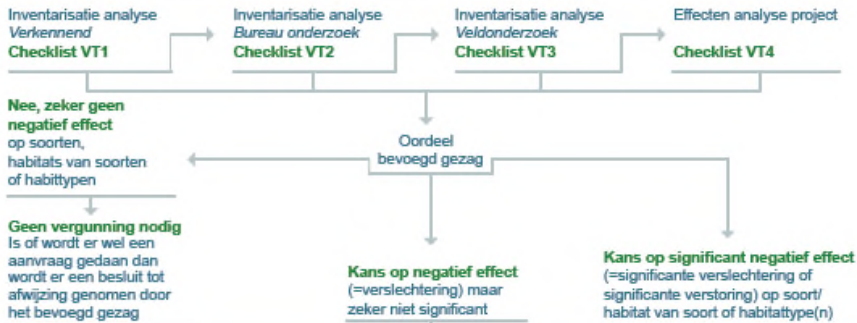 Inventarisatie analyse
Verkennend
Checklist VT1
Inventarisatie analyse
Bureau onderzoek
Checklist VT2
Inventarisatie analyse
Veldonderzoek
Checklist VT3
Effecten analyse project
Checklist VT4
Nee, zeker geen
negatief effect
op soorten,
habitats van soorten
of habittypen
Oordeel
bevoegd gezag
Geen vergunning nodig
Is of wordt er wel een
aanvraag gedaan dan
wordt er een besluit tot
afwijzing genomen door
het bevoegd gezag
Kans op negatief effect
(=verslechtering) maar
zeker niet significant
Kans op significant negatief effect
(=significante verslechtering of
significante verstoring) op soort/
habitat van soort of habitattype(n)